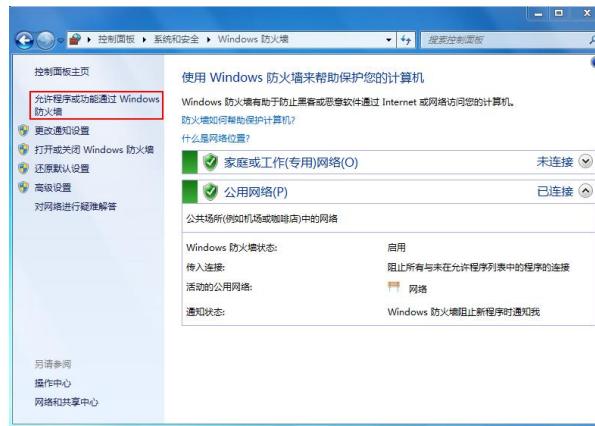 控制面板 ▸ 系统和安全 ▸ Windows 防火墙
搜索控制面板
控制面板主页
允许程序或功能通过 Windows
防火墙
更改通知设置
打开或关闭 Windows 防火墙
还原默认设置
高级设置
对网络进行疑难解答
另请参阅
操作中心
网络和共享中心
使用 Windows 防火墙来帮助保护您的计算机
Windows 防火墙有助于防止黑客或恶意软件通过 Internet 或网络访问您的计算机。
防火墙如何帮助保护计算机?
什么是网络位置?
家庭或工作(专用)网络(O) 未连接
公用网络(P) 已连接
公共场所(例如机场或咖啡店)中的网络
Windows 防火墙状态: 启用
传入连接: 阻止所有与未在允许程序列表中的程序的连接
活动的公用网络: 网络
通知状态: Windows 防火墙阻止新程序时通知我